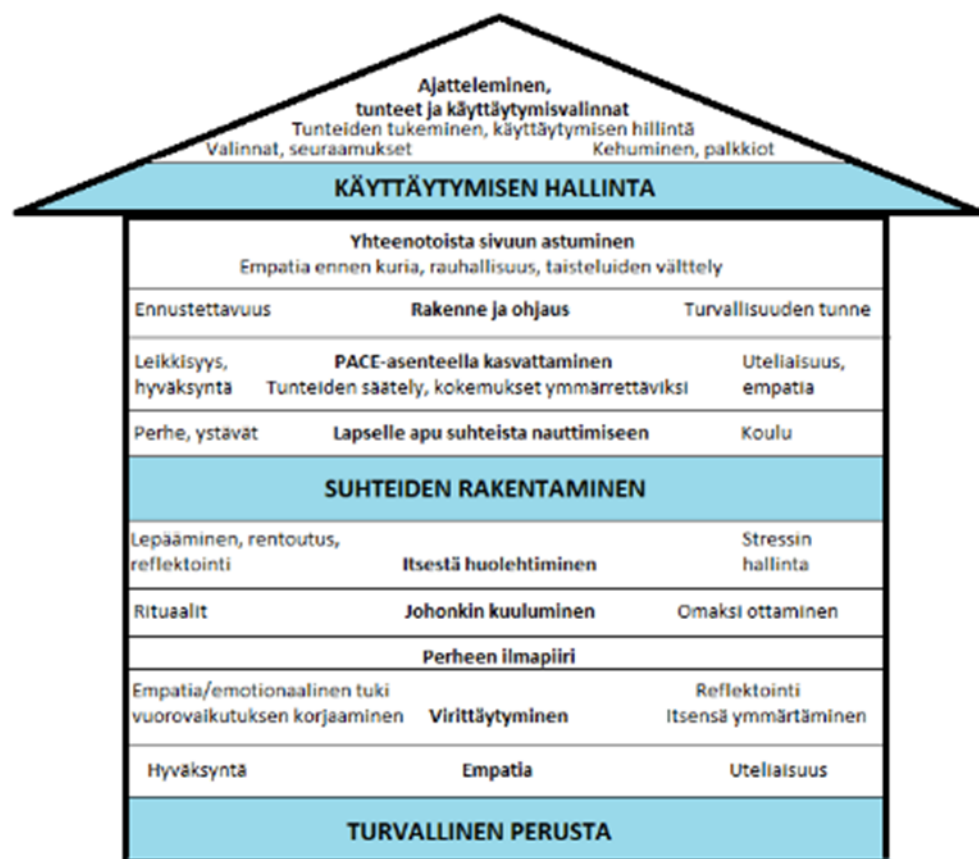 Ajatteleminen,
tunteet ja käyttäytymisvalinnat
Tunteiden tukeminen, käyttäytymisen hillintä
Valinnat, seuraamukset Kehuminen, palkkiot
KÄYTTÄYTYMISEN HALLINTA
Yhteenotoista sivuun astuminen
Empatia ennen kuria, rauhallisuus, taisteluiden välttely
Ennustettavuus Rakenne ja ohjaus Turvallisuuden tunne
Leikkisyys, PACE-asenteella kasvattaminen Uteliaisuus,
hyväksyntä Tunteiden säätely, kokemukset ymmärrettäviksi empatia
Perhe, ystävät Lapselle apu suhteista nauttimiseen Koulu
SUHTEIDEN RAKENTAMINEN
Lepääminen, rentoutus, Stressin
reflektointi Itsestä huolehtiminen hallinta
Rituaalit Johonkin kuuluminen Omaksi ottaminen
Perheen ilmapiiri
Empatia/emotionaalinen tuki Reflektointi
vuorovaikutuksen korjaaminen Virittäytyminen Itsensä ymmärtäminen
Hyväksyntä Empatia Uteliaisuus
TURVALLINEN PERUSTA